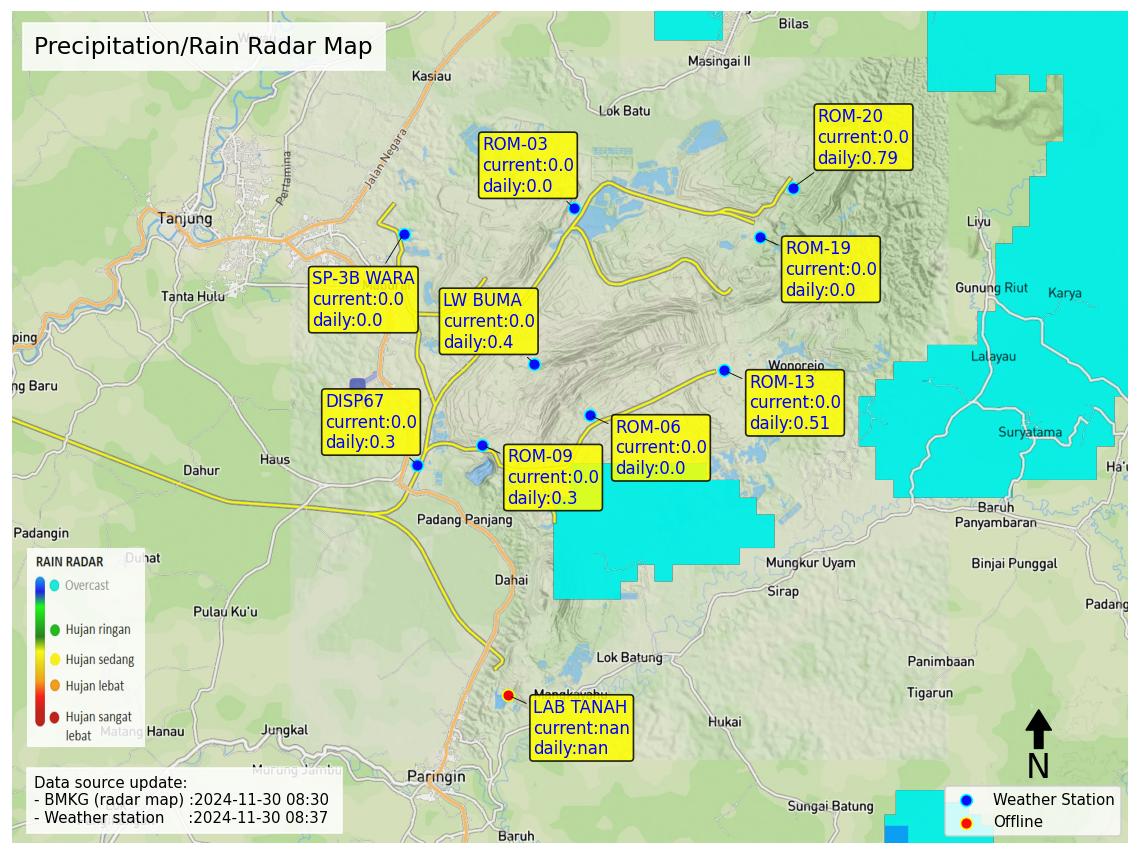 Precipitation/Rain Radar Map
Bilas
Masingai II
Kasiau
Lok Batu
Jalan Negara
Pertamina
Tanjung
Tanta Hulu
ROM-20
current:0.0
daily:0.79
ROM-03
current:0.0
daily:0.0
ROM-19
current:0.0
daily:0.0
SP-3B WARA
current:0.0
daily:0.0
LW BUMA
current:0.0
daily:0.4
Liyu
Gunung Riut
Karya
Lalayau
Suryatama
Wonorejo
ROM-13
current:0.0
daily:0.51
DISP67
current:0.0
daily:0.3
ROM-06
current:0.0
daily:0.0
ROM-09
current:0.0
daily:0.3
ping
ng Baru
Dahur
Haus
Padang Panjang
Baruh
Panyambaran
Ha'u
Padangin
Duhat
Dahai
Mungkur Uyam
Binjai Punggal
Sirap
Padang
Pulau Ku'u
RAIN RADAR
Overcast
Hujan ringan
Hujan sedang
Hujan lebat
Hujan sangat
lebat
Lok Batung
Panimbaan
Tigarun
LAB TANAH
current:nan
daily:nan
Hukai
Matang Hanau
Jungkal
Murung Jambu
Paringin
Sungai Batung
Baruh
N
Data source update:
- BMKG (radar map) :2024-11-30 08:30
- Weather station :2024-11-30 08:37
Weather Station
Offline